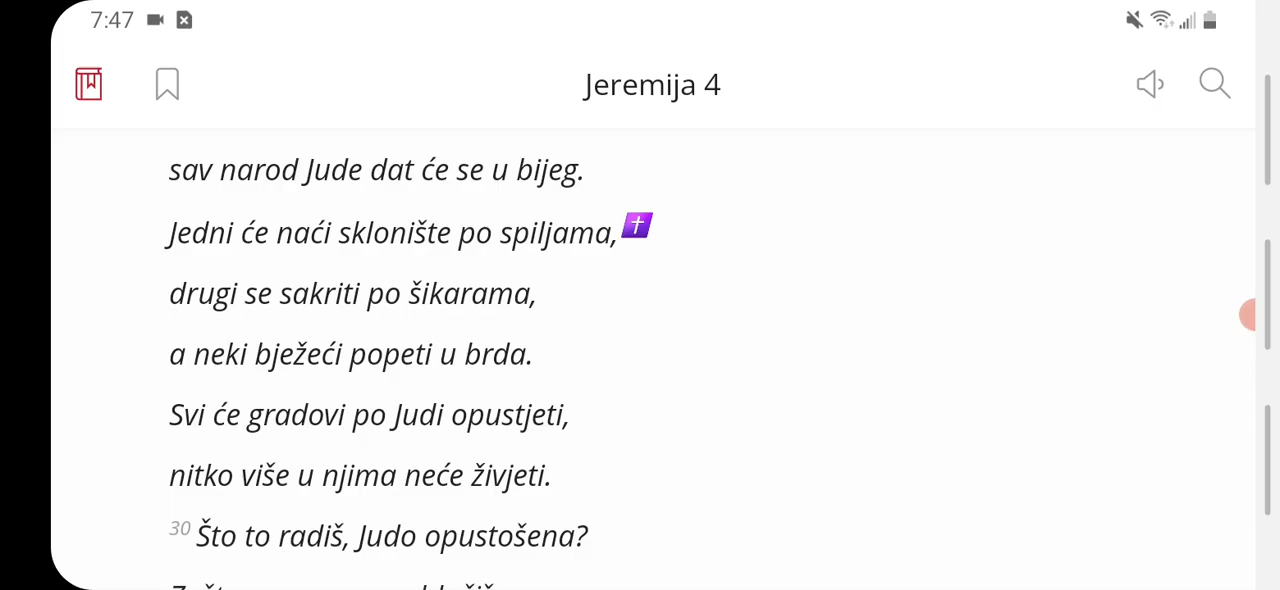 7:47
Jeremija 4
sav narod Jude dat će se u bijeg.
Jedni će naći sklonište po spiljama,
drugi se sakriti po šikarama,
a neki bježeći popeti u brda.
Svi će gradovi po Judi opustjeti,
nitko više u njima neće živjeti.
30 Što to radiš, Judo opustošena?